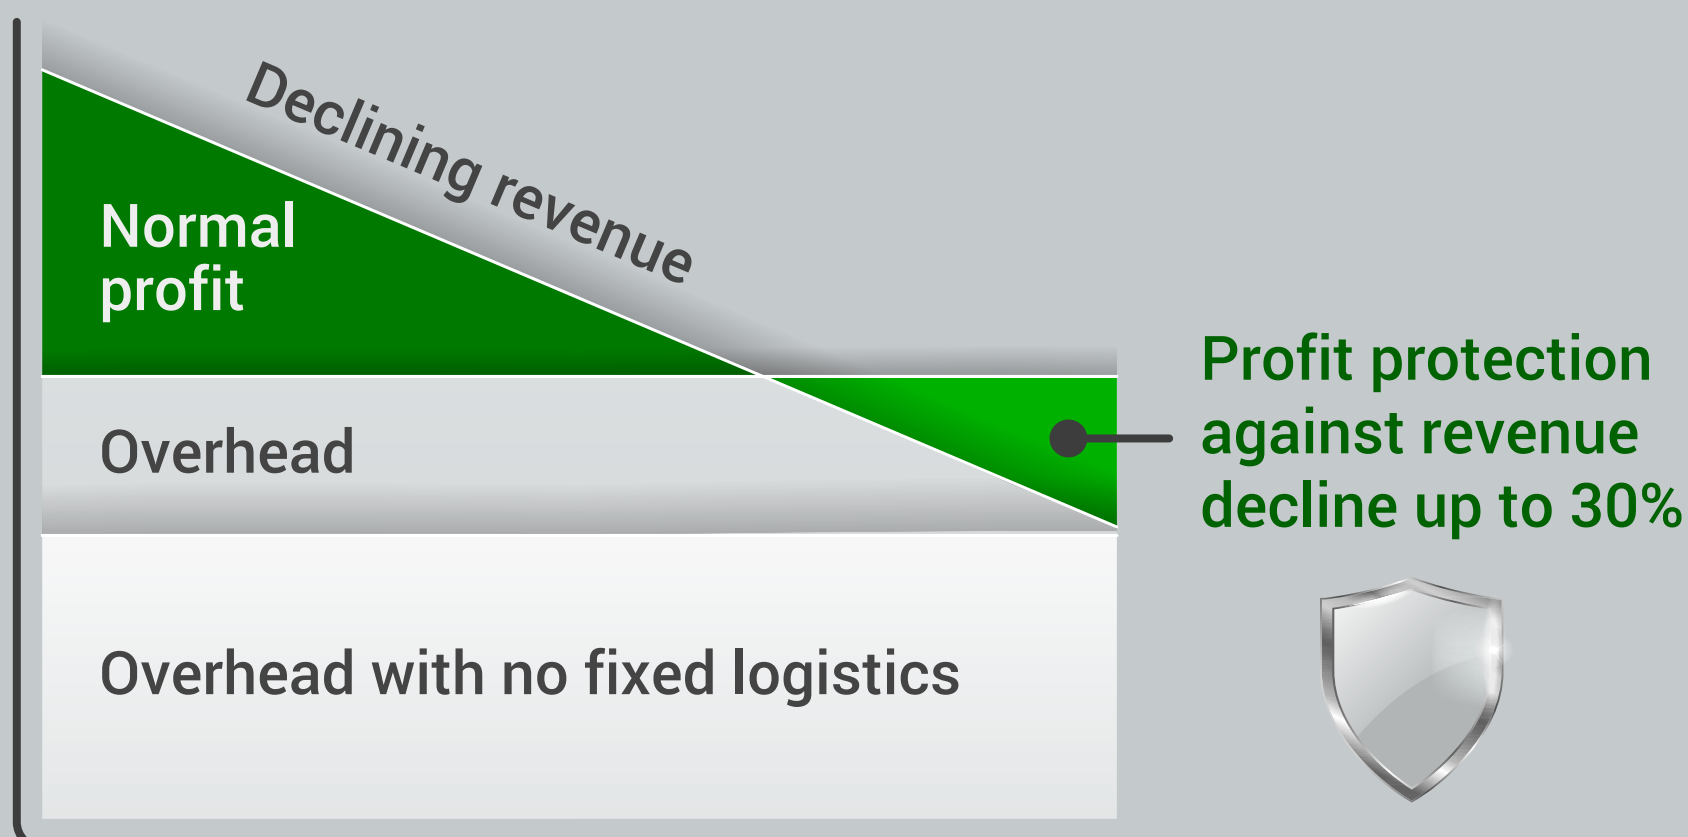 Declining revenue
Normal
profit
Overhead
Profit protection
against revenue
decline up to 30%
Overhead with no fixed logistics